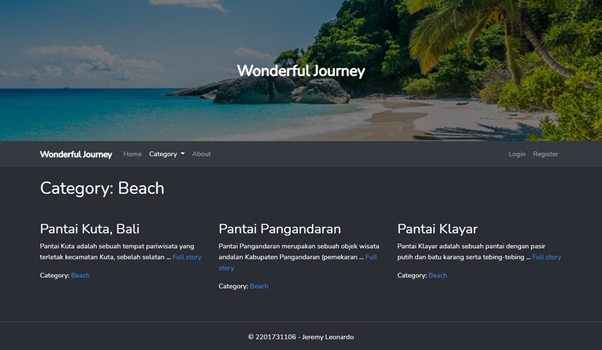 Wonderful Journey
Wonderful Journey Home Category About Login Register
Category: Beach
Pantai Kuta, Bali
Pantai Kuta adalah sebuah tempat pariwisata yang
terletak kecamatan Kuta, sebelah selatan ... Full story
Category: Beach
Pantai Pangandaran
Pantai Pangandaran merupakan sebuah objek wisata
andalan Kabupaten Pangandaran (pemekaran ... Full
story
Category: Beach
Pantai Klayar
Pantai Klayar adalah sebuah pantai dengan pasir
putih dan batu karang serta tebing-tebing ... Full story
Category: Beach
© 2201731106 - Jeremy Leonardo